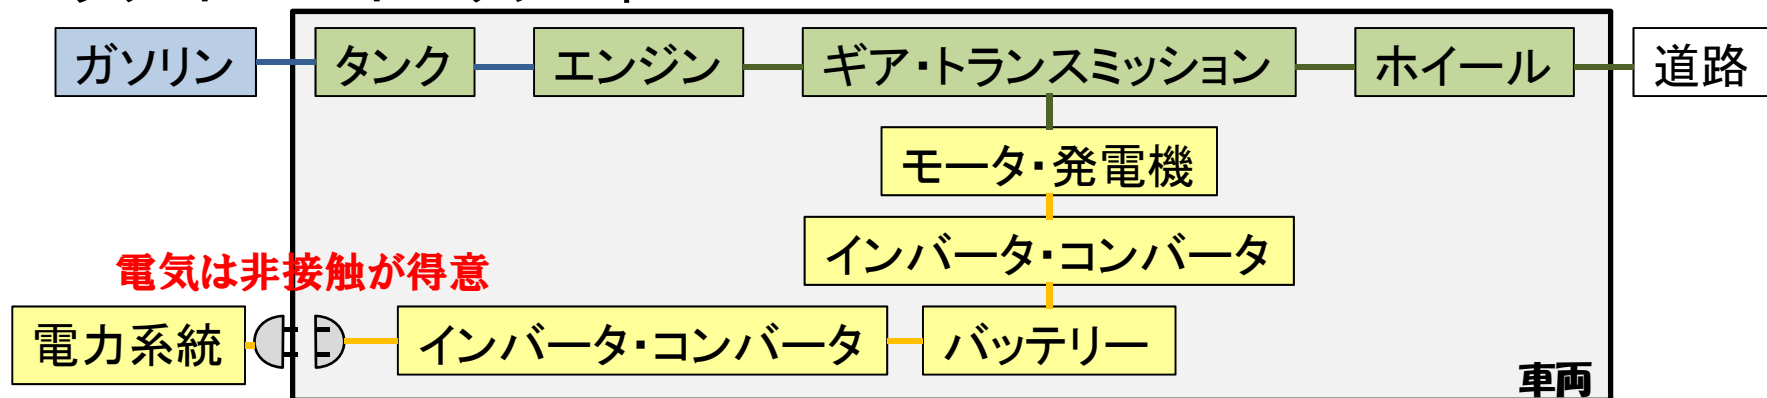 ガソリン
タンク
エンジン
ギア・トランスミッション
ホイール
道路
モータ・発電機
インバータ・コンバータ
電気は非接触が得意
電力系統
インバータ・コンバータ
バッテリー
車両